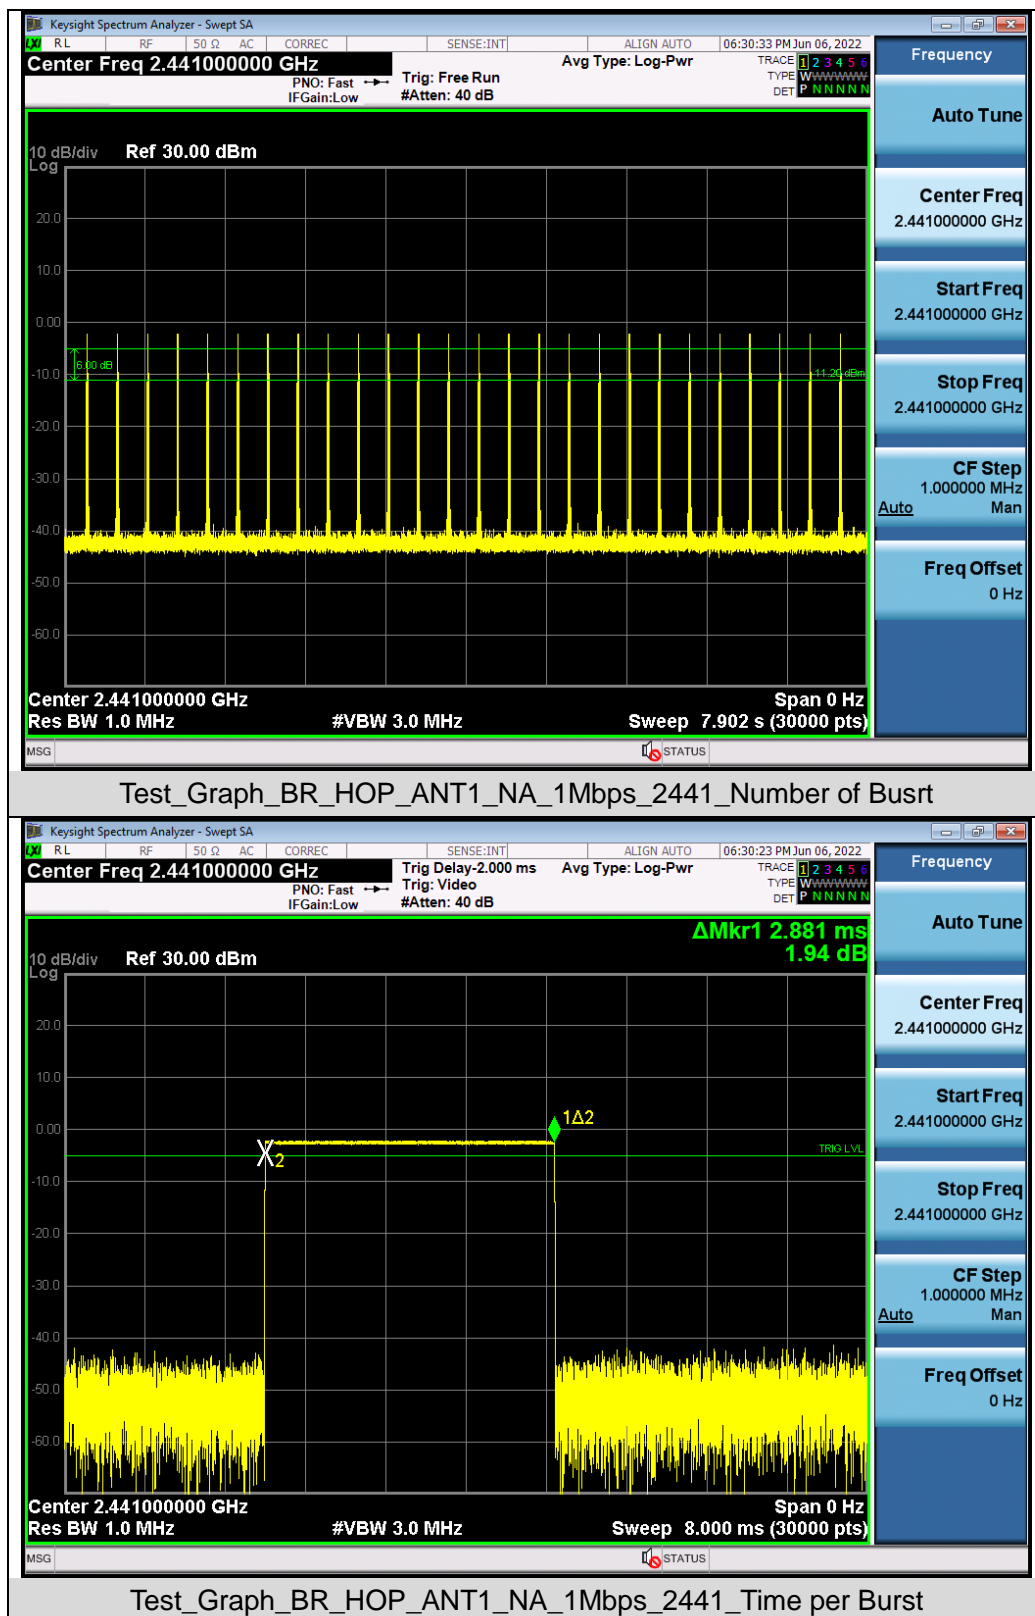 Keysight Spectrum Analyzer - Swept SA
LXI RL RF 50 Ω AC CORREC SENSE:INT ALIGN AUTO 06:30:33 PM Jun 06, 2022
Center Freq 2.441000000 GHz
PNO: Fast
IFGain:Low
Trig: Free Run
#Atten: 40 dB
Avg Type: Log-Pwr
TRACE 1 2 3 4 5 6
TYPE WWWWWW
DET P N N N N N
10 dB/div Ref 30.00 dBm
Log
20.0
10.0
0.00
6.00 dB
-10.0
-11.20 dBm
-20.0
-30.0
-40.0
-50.0
-60.0
Center 2.441000000 GHz Span 0 Hz
Res BW 1.0 MHz #VBW 3.0 MHz Sweep 7.902 s (30000 pts)
MSG STATUS
Frequency
Auto Tune
Center Freq
2.441000000 GHz
Start Freq
2.441000000 GHz
Stop Freq
2.441000000 GHz
CF Step
1.000000 MHz
Auto Man
Freq Offset
0 Hz
Test_Graph_BR_HOP_ANT1_NA_1Mbps_2441_Number of Busrt
Keysight Spectrum Analyzer - Swept SA
LXI RL RF 50 Ω AC CORREC SENSE:INT ALIGN AUTO 06:30:23 PM Jun 06, 2022
Center Freq 2.441000000 GHz
PNO: Fast
IFGain:Low
Trig Delay-2.000 ms
Trig: Video
#Atten: 40 dB
Avg Type: Log-Pwr
TRACE 1 2 3 4 5 6
TYPE WWWWWW
DET P N N N N N
ΔMkr1 2.881 ms
1.94 dB
10 dB/div Ref 30.00 dBm
Log
20.0
10.0
0.00
1Δ2
TRIG LVL
2
-10.0
-20.0
-30.0
-40.0
-50.0
-60.0
Center 2.441000000 GHz Span 0 Hz
Res BW 1.0 MHz #VBW 3.0 MHz Sweep 8.000 ms (30000 pts)
MSG STATUS
Frequency
Auto Tune
Center Freq
2.441000000 GHz
Start Freq
2.441000000 GHz
Stop Freq
2.441000000 GHz
CF Step
1.000000 MHz
Auto Man
Freq Offset
0 Hz
Test_Graph_BR_HOP_ANT1_NA_1Mbps_2441_Time per Burst